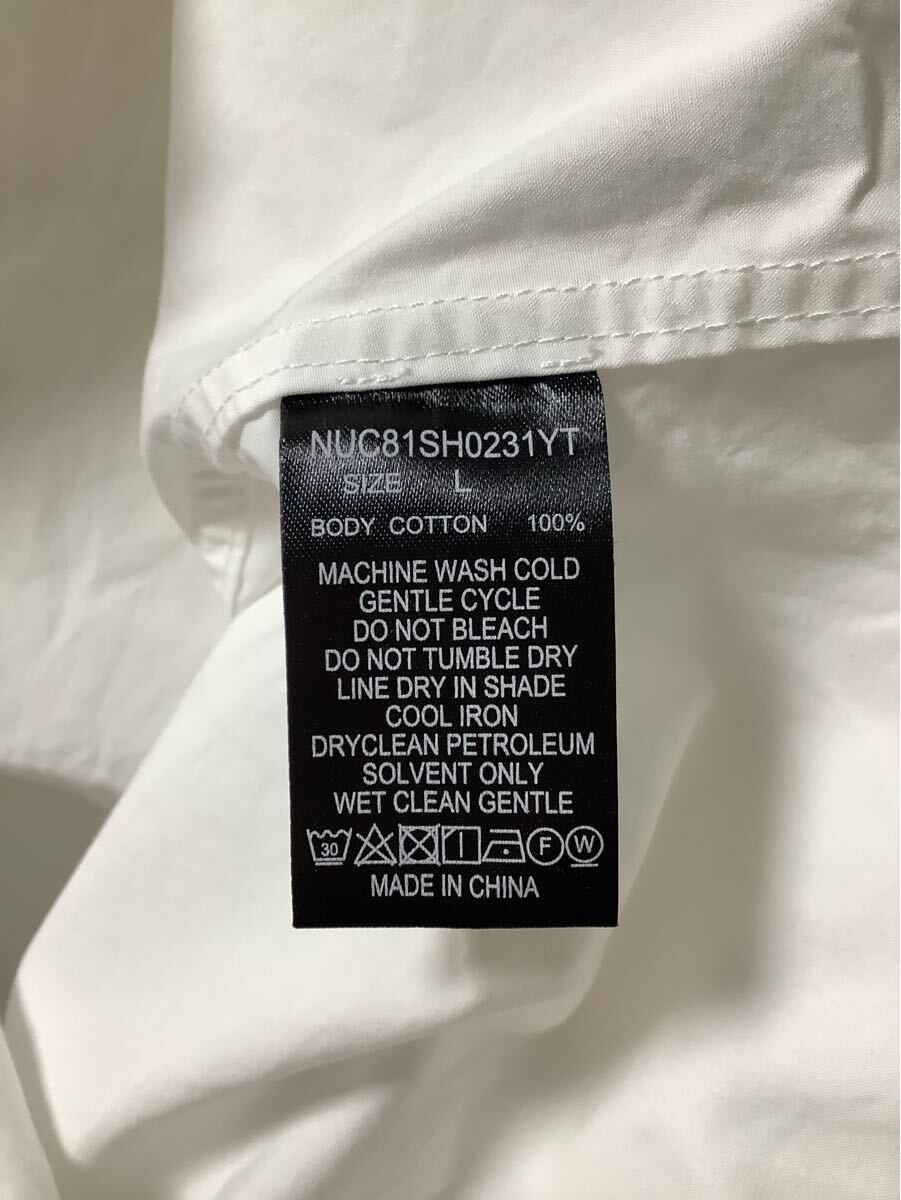 NUC81SH0231YT
SIZE L
BODY COTTON 100%
MACHINE WASH COLD
GENTLE CYCLE
DO NOT BLEACH
DO NOT TUMBLE DRY
LINE DRY IN SHADE
COOL IRON
DRYCLEAN PETROLEUM
SOLVENT ONLY
WET CLEAN GENTLE
30 F W
MADE IN CHINA